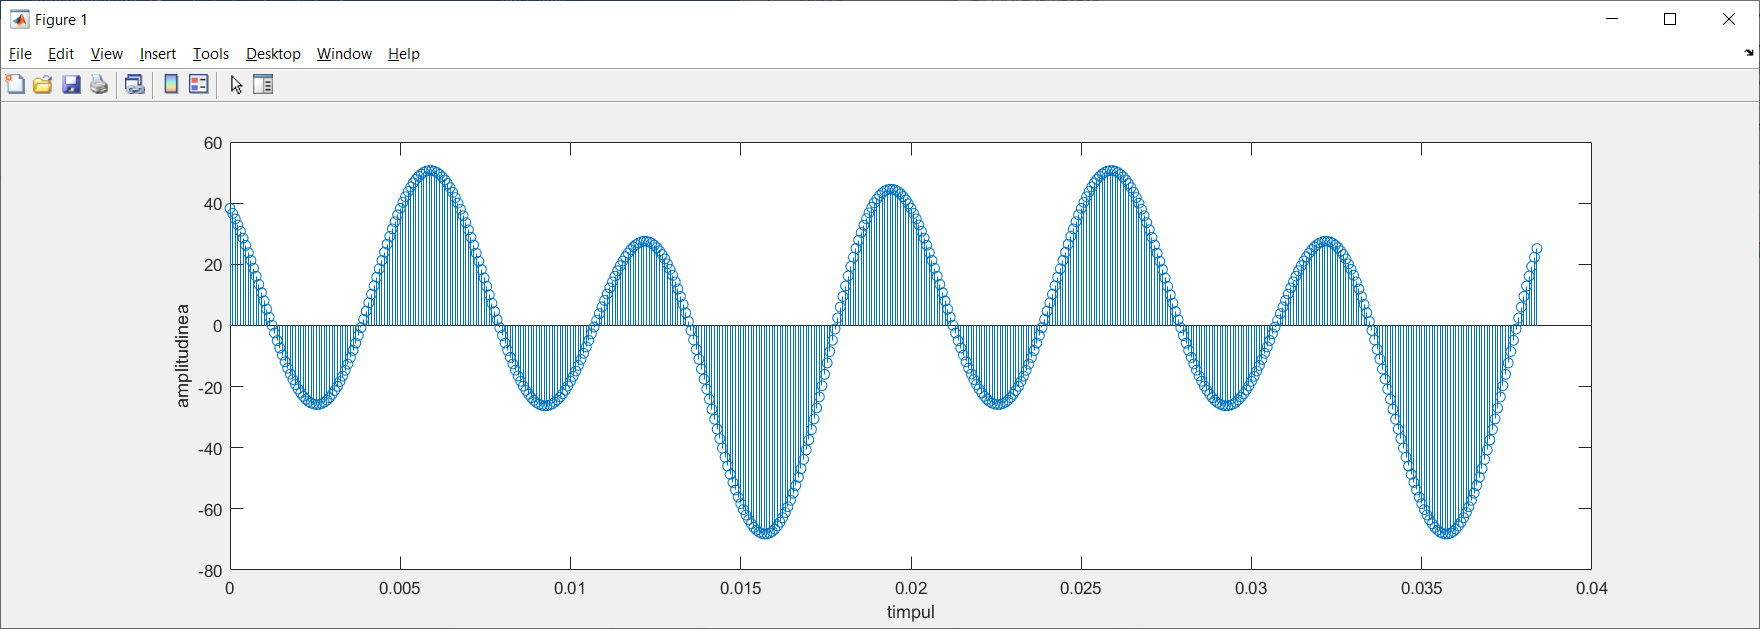 Figure 1
File Edit View Insert Tools Desktop Window Help
60
40
20
0
-20
-40
-60
-80
amplitudinea
0 0.005 0.01 0.015 0.02 0.025 0.03 0.035 0.04
timpul